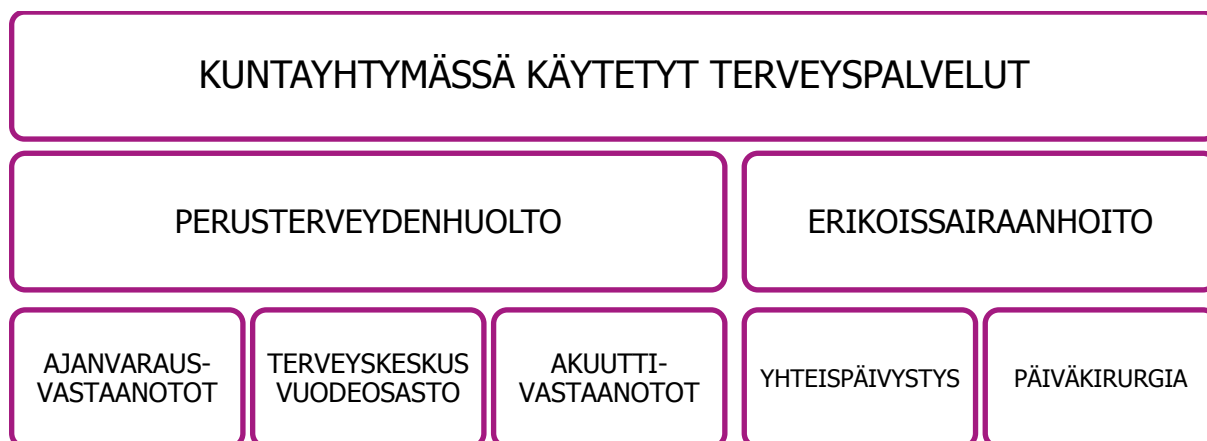 KUNTAYHTYMÄSSÄ KÄYTETYT TERVEYSPALVELUT
PERUSTERVEYDENHUOLTO
ERIKOISSAIRAANHOITO
AJANVARAUS-
VASTAANOTOT
TERVEYSKESKUS
VUODEOSASTO
AKUUTTI-
VASTAANOTOT
YHTEISPÄIVYSTYS
PÄIVÄKIRURGIA